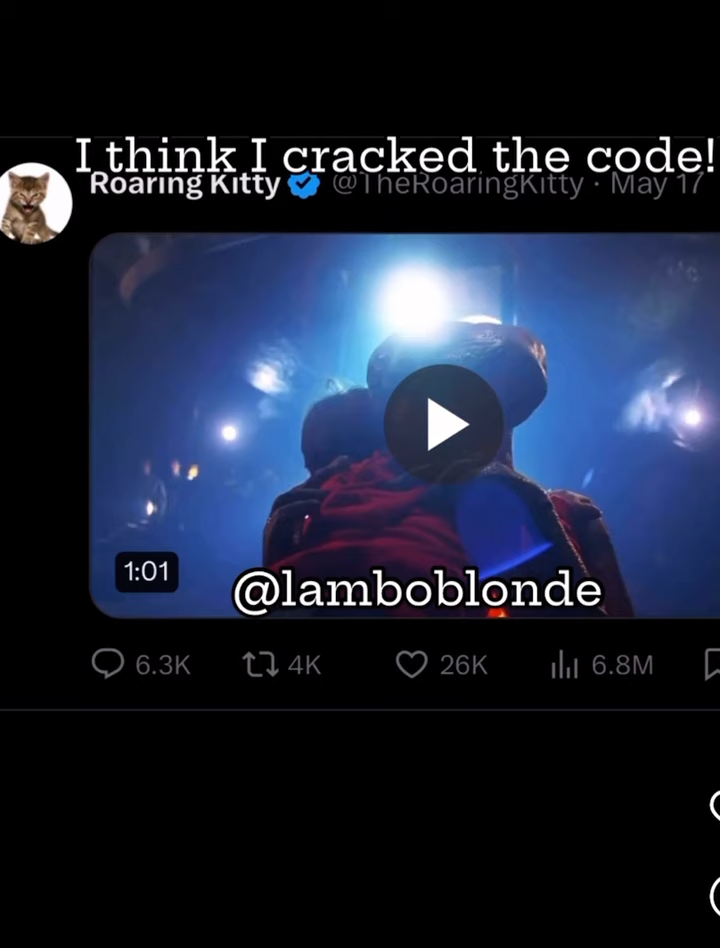 I think I cracked the code!
Roaring Kitty @TheRoaringKitty · May 17
1:01
@lamboblonde
6.3K 4K 26K 6.8M